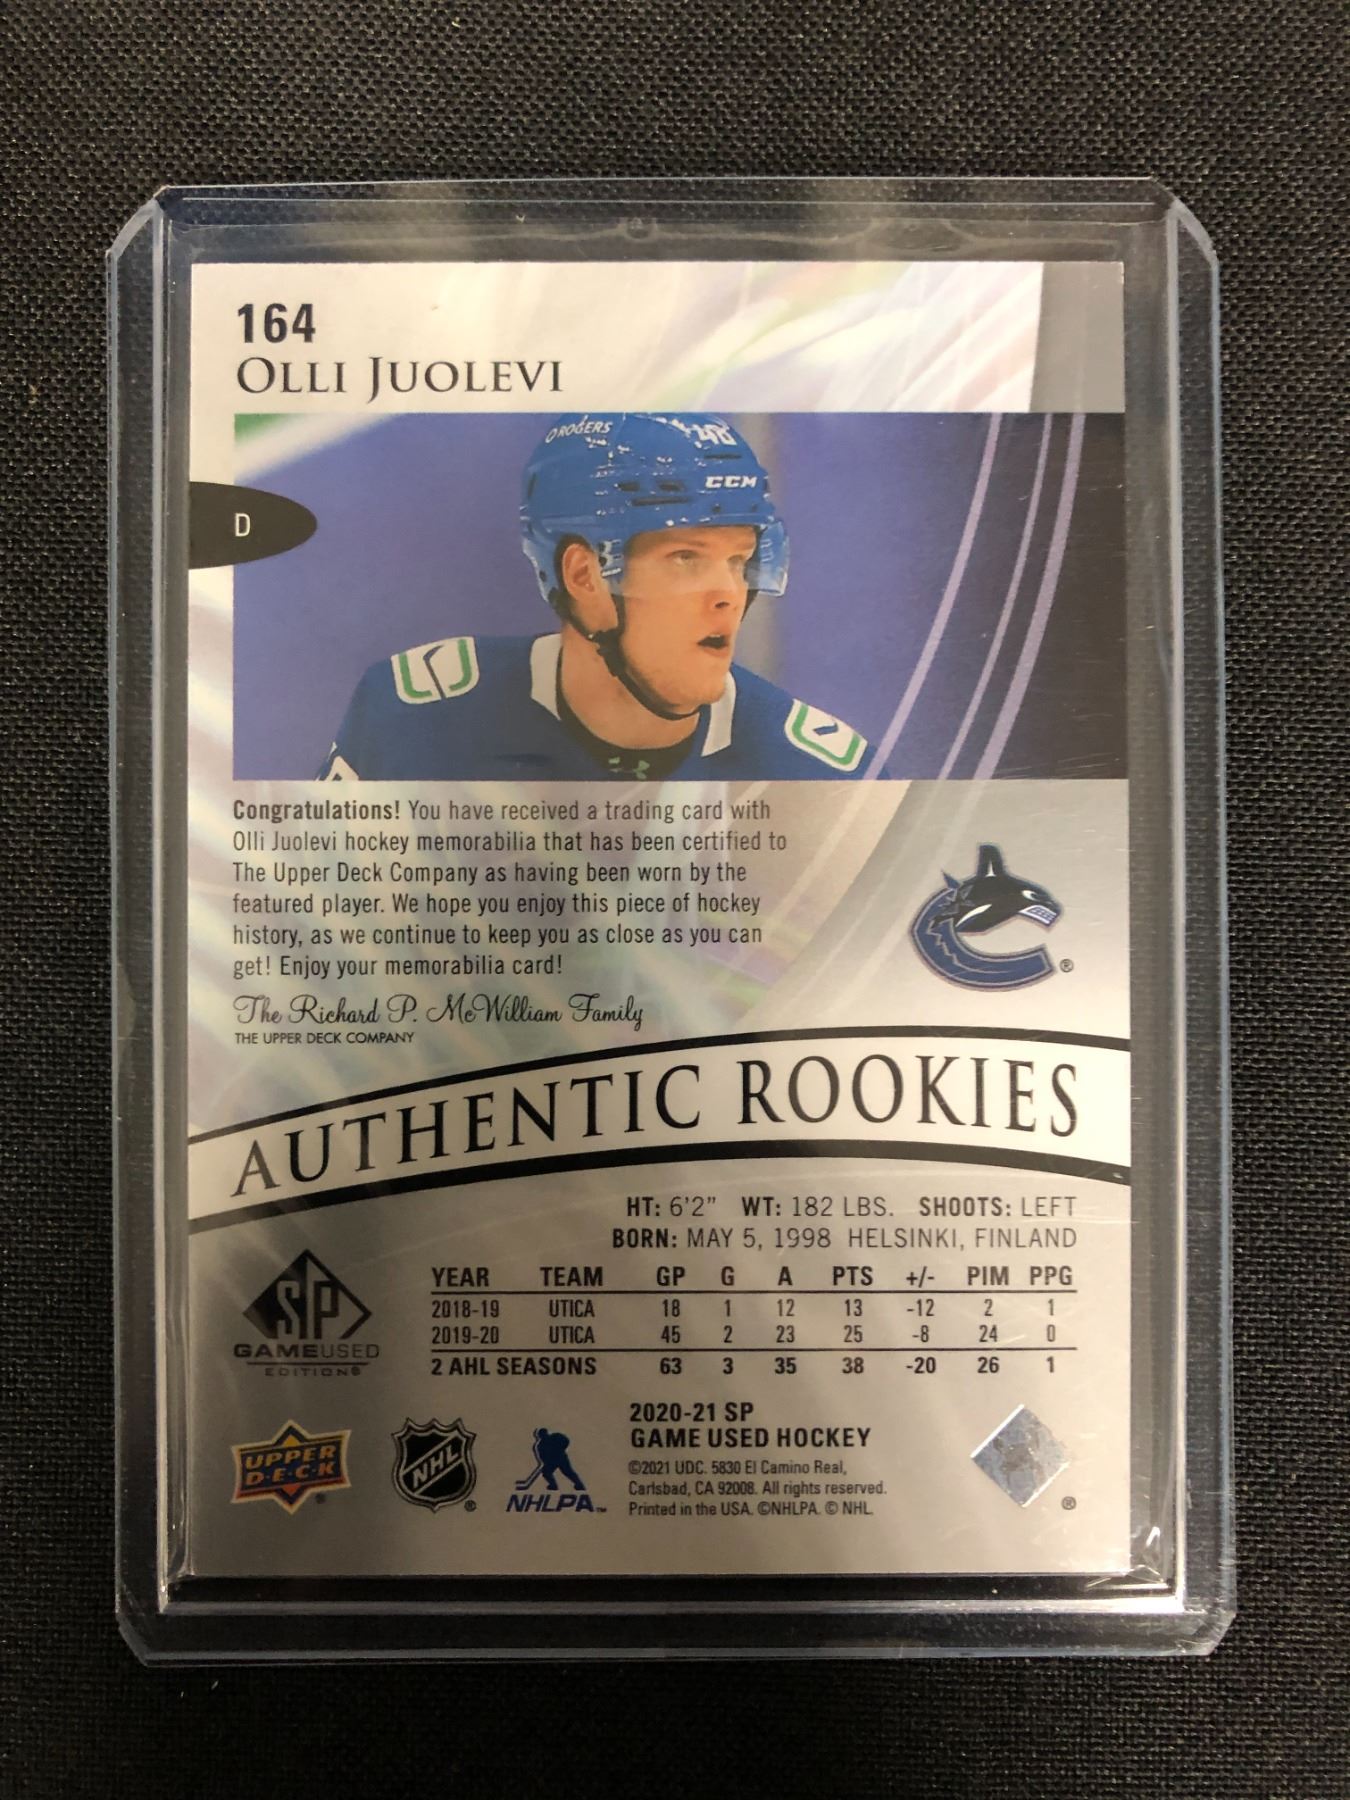 164
OLLI JUOLEVI
ROGERS
48
CCM
D
Congratulations! You have received a trading card with
Olli Juolevi hockey memorabilia that has been certified to
The Upper Deck Company as having been worn by the
featured player. We hope you enjoy this piece of hockey
history, as we continue to keep you as close as you can
get! Enjoy your memorabilia card!
The Richard P. McWilliam Family
THE UPPER DECK COMPANY
®
AUTHENTIC ROOKIES
HT: 6'2" WT: 182 LBS. SHOOTS: LEFT
BORN: MAY 5, 1998 HELSINKI, FINLAND
YEAR TEAM GP G A PTS +/- PIM PPG
2018-19 UTICA 18 1 12 13 -12 2 1
2019-20 UTICA 45 2 23 25 -8 24 0
2 AHL SEASONS 63 3 35 38 -20 26 1
SP
GAMEUSED
EDITION®
UPPER
D·E·C·K
®
NHL
®
NHLPA™
2020-21 SP
GAME USED HOCKEY
©2021 UDC. 5830 El Camino Real,
Carlsbad, CA 92008. All rights reserved.
Printed in the USA. ©NHLPA. © NHL.
®